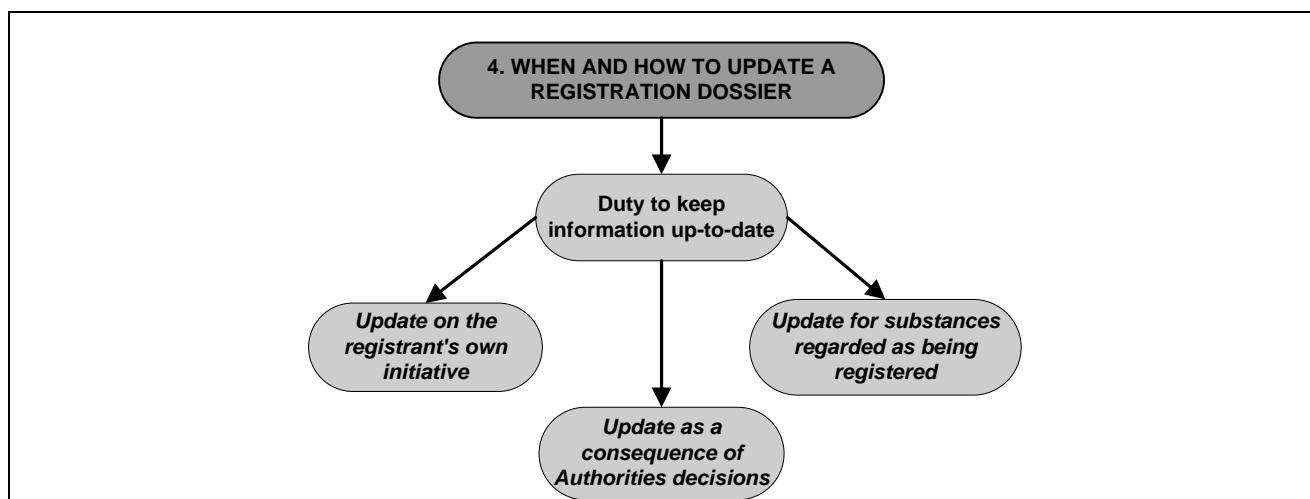 4. WHEN AND HOW TO UPDATE A
REGISTRATION DOSSIER
Duty to keep
information up-to-date
Update on the
registrant's own
initiative
Update for substances
regarded as being
registered
Update as a
consequence of
Authorities decisions